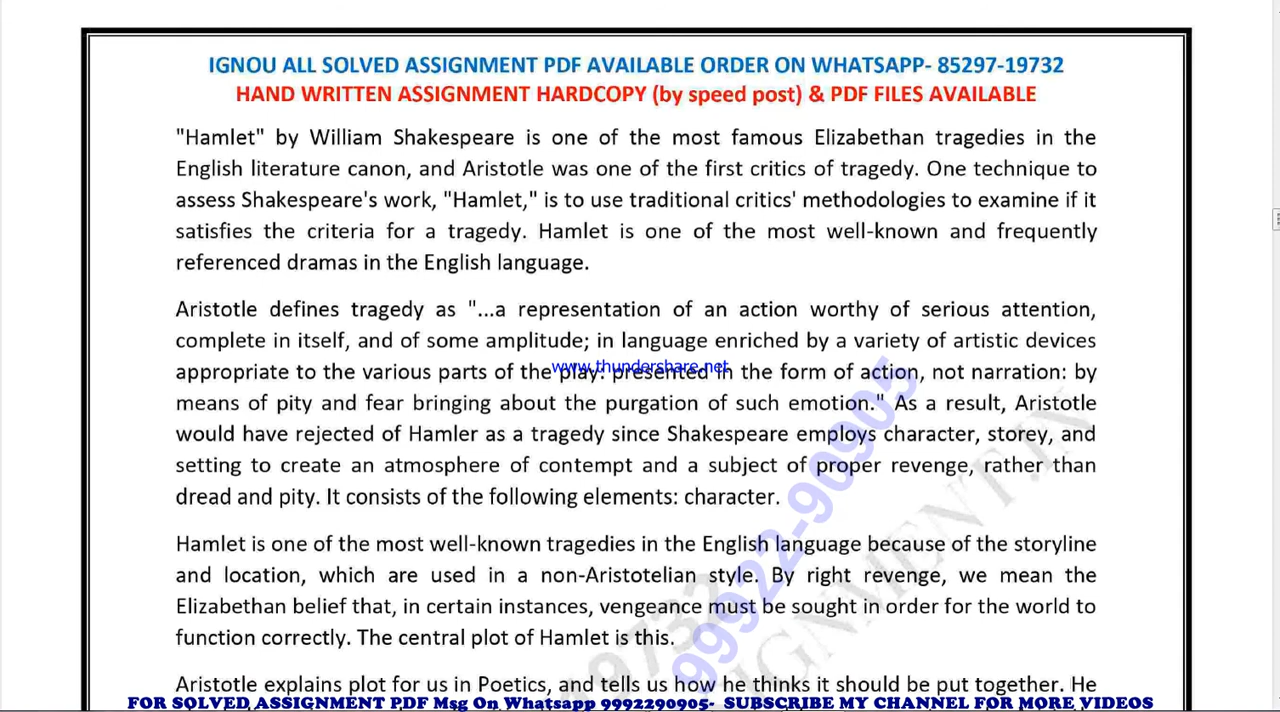 IGNOU ALL SOLVED ASSIGNMENT PDF AVAILABLE ORDER ON WHATSAPP- 85297-19732
HAND WRITTEN ASSIGNMENT HARDCOPY (by speed post) & PDF FILES AVAILABLE
"Hamlet" by William Shakespeare is one of the most famous Elizabethan tragedies in the
English literature canon, and Aristotle was one of the first critics of tragedy. One technique to
assess Shakespeare's work, "Hamlet," is to use traditional critics' methodologies to examine if it
satisfies the criteria for a tragedy. Hamlet is one of the most well-known and frequently
referenced dramas in the English language.
Aristotle defines tragedy as "...a representation of an action worthy of serious attention,
complete in itself, and of some amplitude; in language enriched by a variety of artistic devices
www.thundershare.net
appropriate to the various parts of the play: presented in the form of action, not narration: by
means of pity and fear bringing about the purgation of such emotion." As a result, Aristotle
would have rejected of Hamler as a tragedy since Shakespeare employs character, storey, and
setting to create an atmosphere of contempt and a subject of proper revenge, rather than
dread and pity. It consists of the following elements: character.
Hamlet is one of the most well-known tragedies in the English language because of the storyline
and location, which are used in a non-Aristotelian style. By right revenge, we mean the
Elizabethan belief that, in certain instances, vengeance must be sought in order for the world to
function correctly. The central plot of Hamlet is this.
99922-90905
19732
IGNMENT.IN
Aristotle explains plot for us in Poetics, and tells us how he thinks it should be put together. He
FOR SOLVED ASSIGNMENT PDF Msg On Whatsapp 9992290905- SUBSCRIBE MY CHANNEL FOR MORE VIDEOS